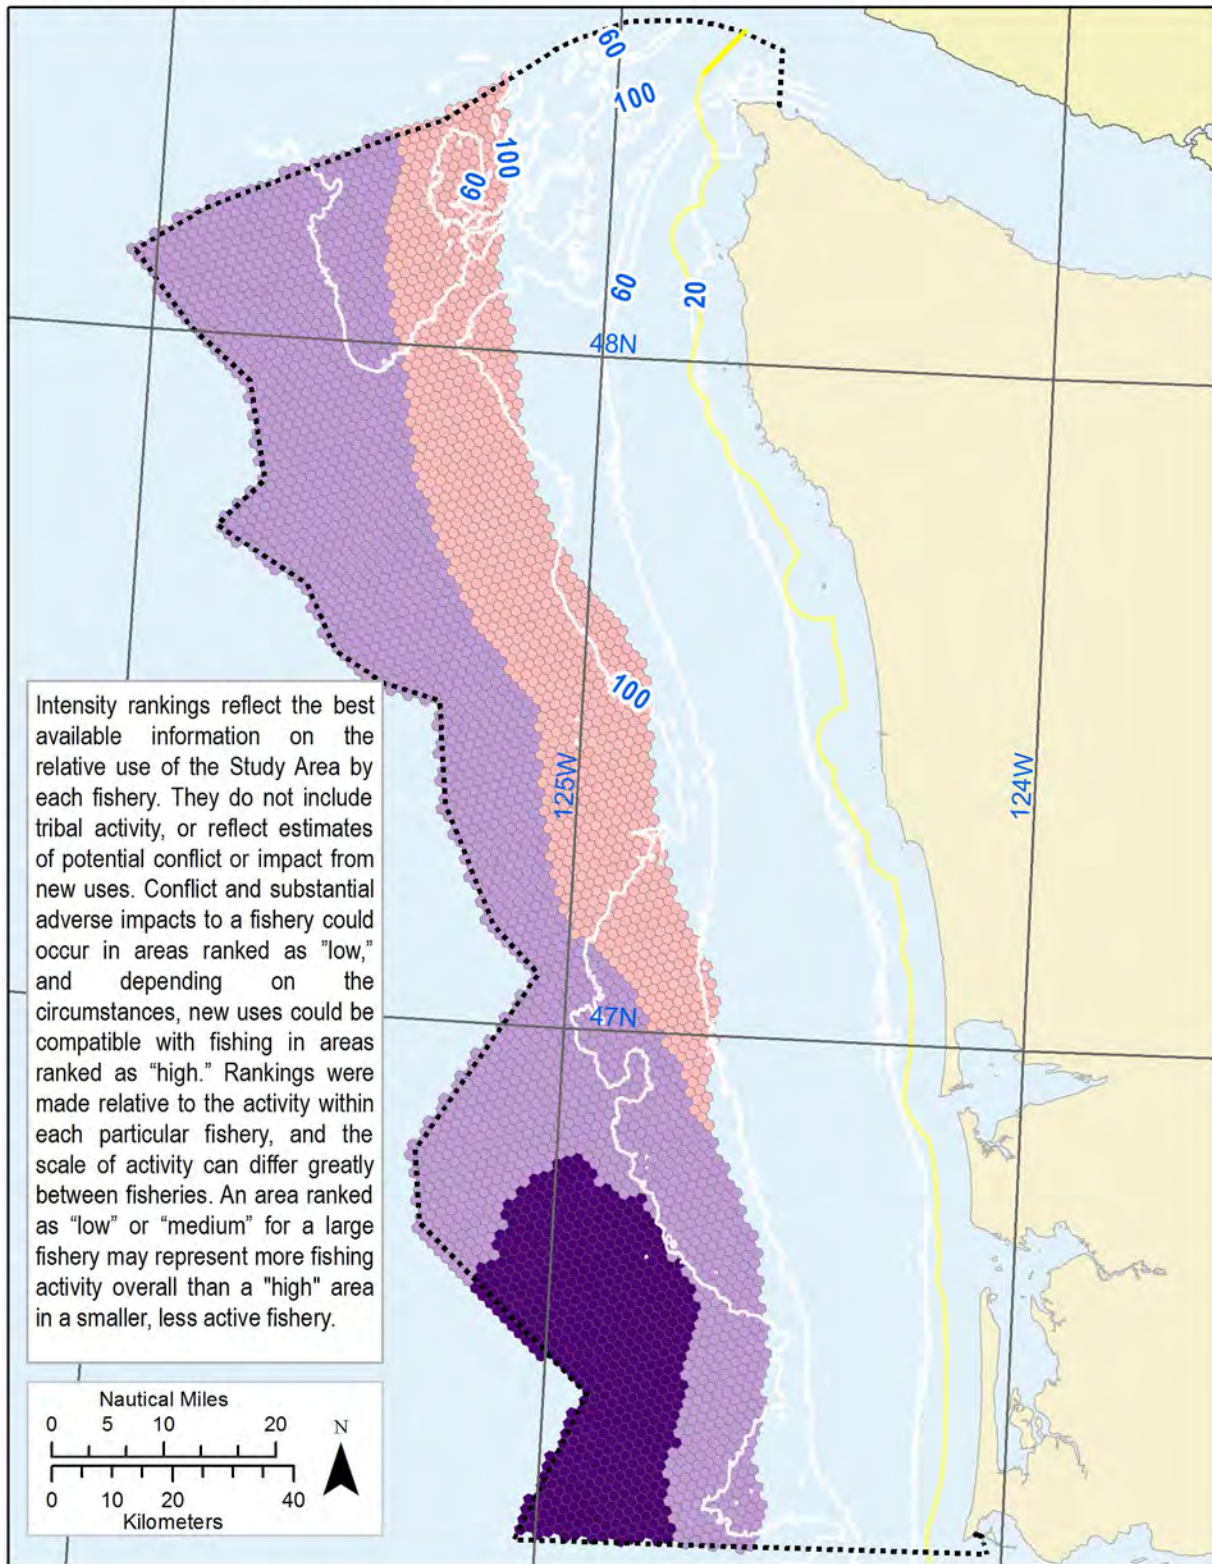 60
100
100
60
60
20
48N
100
125W
124W
47N
Intensity rankings reflect the best
available information on the
relative use of the Study Area by
each fishery. They do not include
tribal activity, or reflect estimates
of potential conflict or impact from
new uses. Conflict and substantial
adverse impacts to a fishery could
occur in areas ranked as "low,"
and depending on the
circumstances, new uses could be
compatible with fishing in areas
ranked as “high.” Rankings were
made relative to the activity within
each particular fishery, and the
scale of activity can differ greatly
between fisheries. An area ranked
as “low” or “medium” for a large
fishery may represent more fishing
activity overall than a "high" area
in a smaller, less active fishery.
Nautical Miles
0 5 10 20
N
0 10 20 40
Kilometers